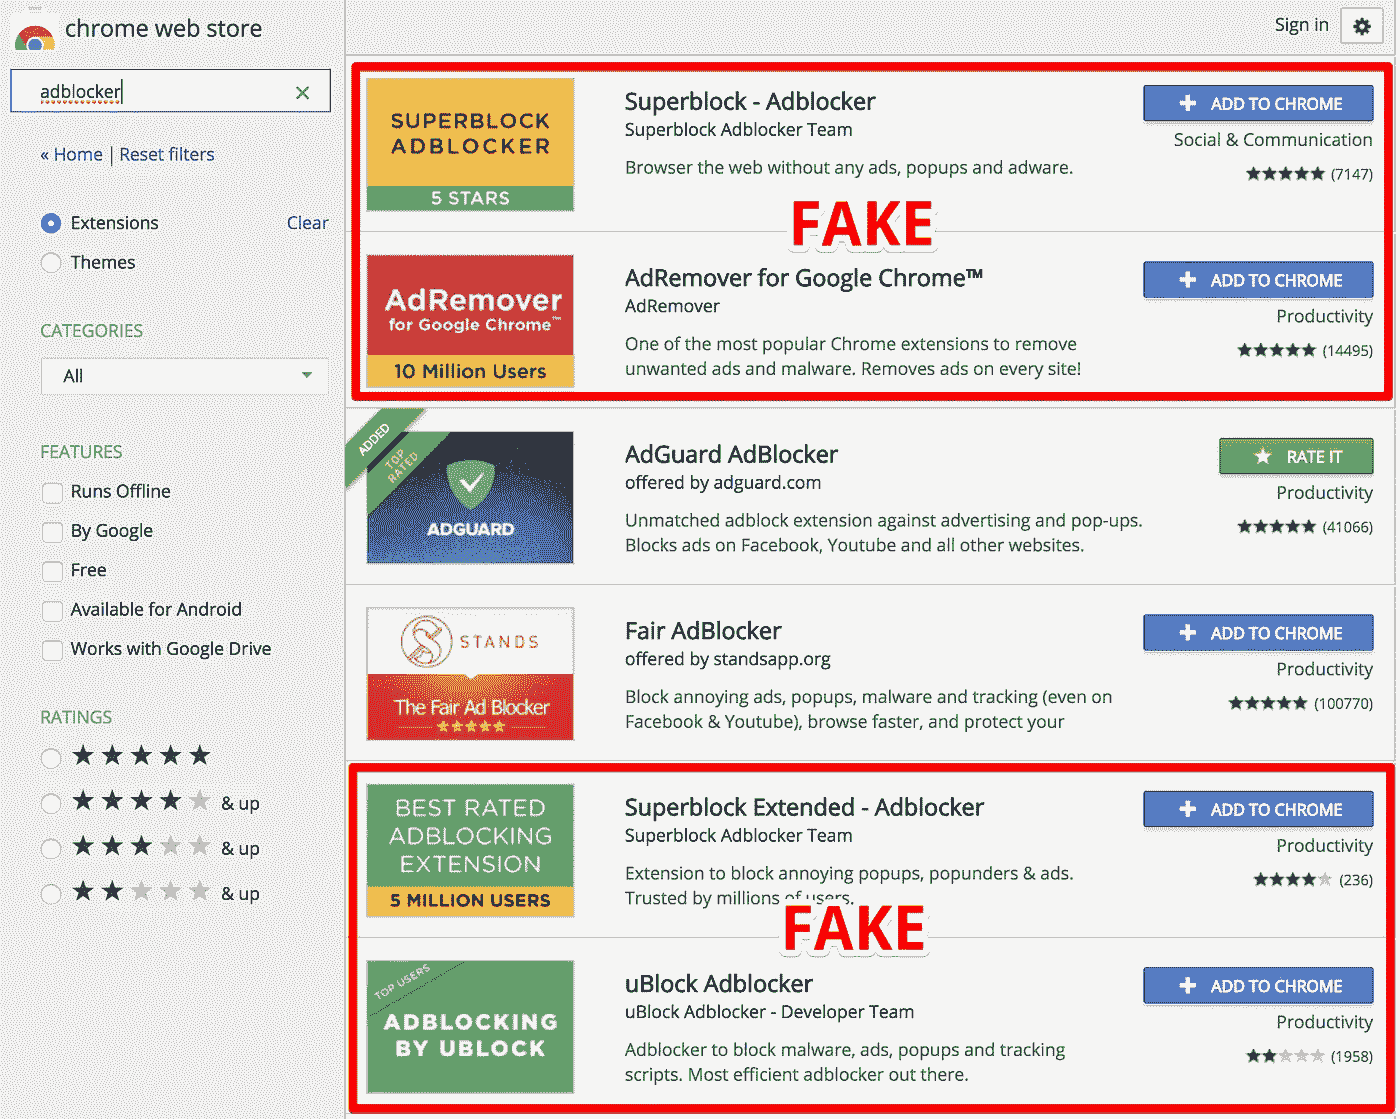 chrome web store
Sign in
adblocker
« Home | Reset filters
Extensions
Clear
Themes
CATEGORIES
All
FEATURES
Runs Offline
By Google
Free
Available for Android
Works with Google Drive
RATINGS
& up
& up
& up
SUPERBLOCK
ADBLOCKER
5 STARS
Superblock - Adblocker
Superblock Adblocker Team
Browser the web without any ads, popups and adware.
ADD TO CHROME
Social & Communication
(7147)
FAKE
AdRemover
for Google Chrome™
10 Million Users
AdRemover for Google Chrome™
AdRemover
One of the most popular Chrome extensions to remove
unwanted ads and malware. Removes ads on every site!
ADD TO CHROME
Productivity
(14495)
ADDED
TOP
RATED
ADGUARD
AdGuard AdBlocker
offered by adguard.com
Unmatched adblock extension against advertising and pop-ups.
Blocks ads on Facebook, Youtube and all other websites.
RATE IT
Productivity
(41066)
STANDS
The Fair Ad Blocker
Fair AdBlocker
offered by standsapp.org
Block annoying ads, popups, malware and tracking (even on
Facebook & Youtube), browse faster, and protect your
ADD TO CHROME
Productivity
(100770)
BEST RATED
ADBLOCKING
EXTENSION
5 MILLION USERS
Superblock Extended - Adblocker
Superblock Adblocker Team
Extension to block annoying popups, popunders & ads.
Trusted by millions of users.
ADD TO CHROME
Productivity
(236)
FAKE
TOP USERS
ADBLOCKING
BY UBLOCK
uBlock Adblocker
uBlock Adblocker - Developer Team
Adblocker to block malware, ads, popups and tracking
scripts. Most efficient adblocker out there.
ADD TO CHROME
Productivity
(1958)